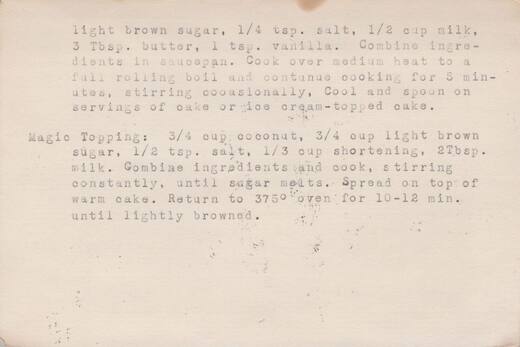 light brown sugar, 1/4 tsp. salt, 1/2 cup milk,
3 Tbsp. butter, 1 tsp. vanilla. Combine ingre-
dients in saucepan. Cook over medium heat to a
full rolling boil and contunue cooking for 5 min-
utes, stirring cooasionally, Cool and spoon on
servings of cake or ice cream-topped cake.
Magic Topping: 3/4 cup coconut, 3/4 cup light brown
sugar, 1/2 tsp. salt, 1/3 cup shortening, 2Tbsp.
milk. Combine ingredients and cook, stirring
constantly, until sugar melts. Spread on top of
warm cake. Return to 375° oven for 10-12 min.
until lightly browned.